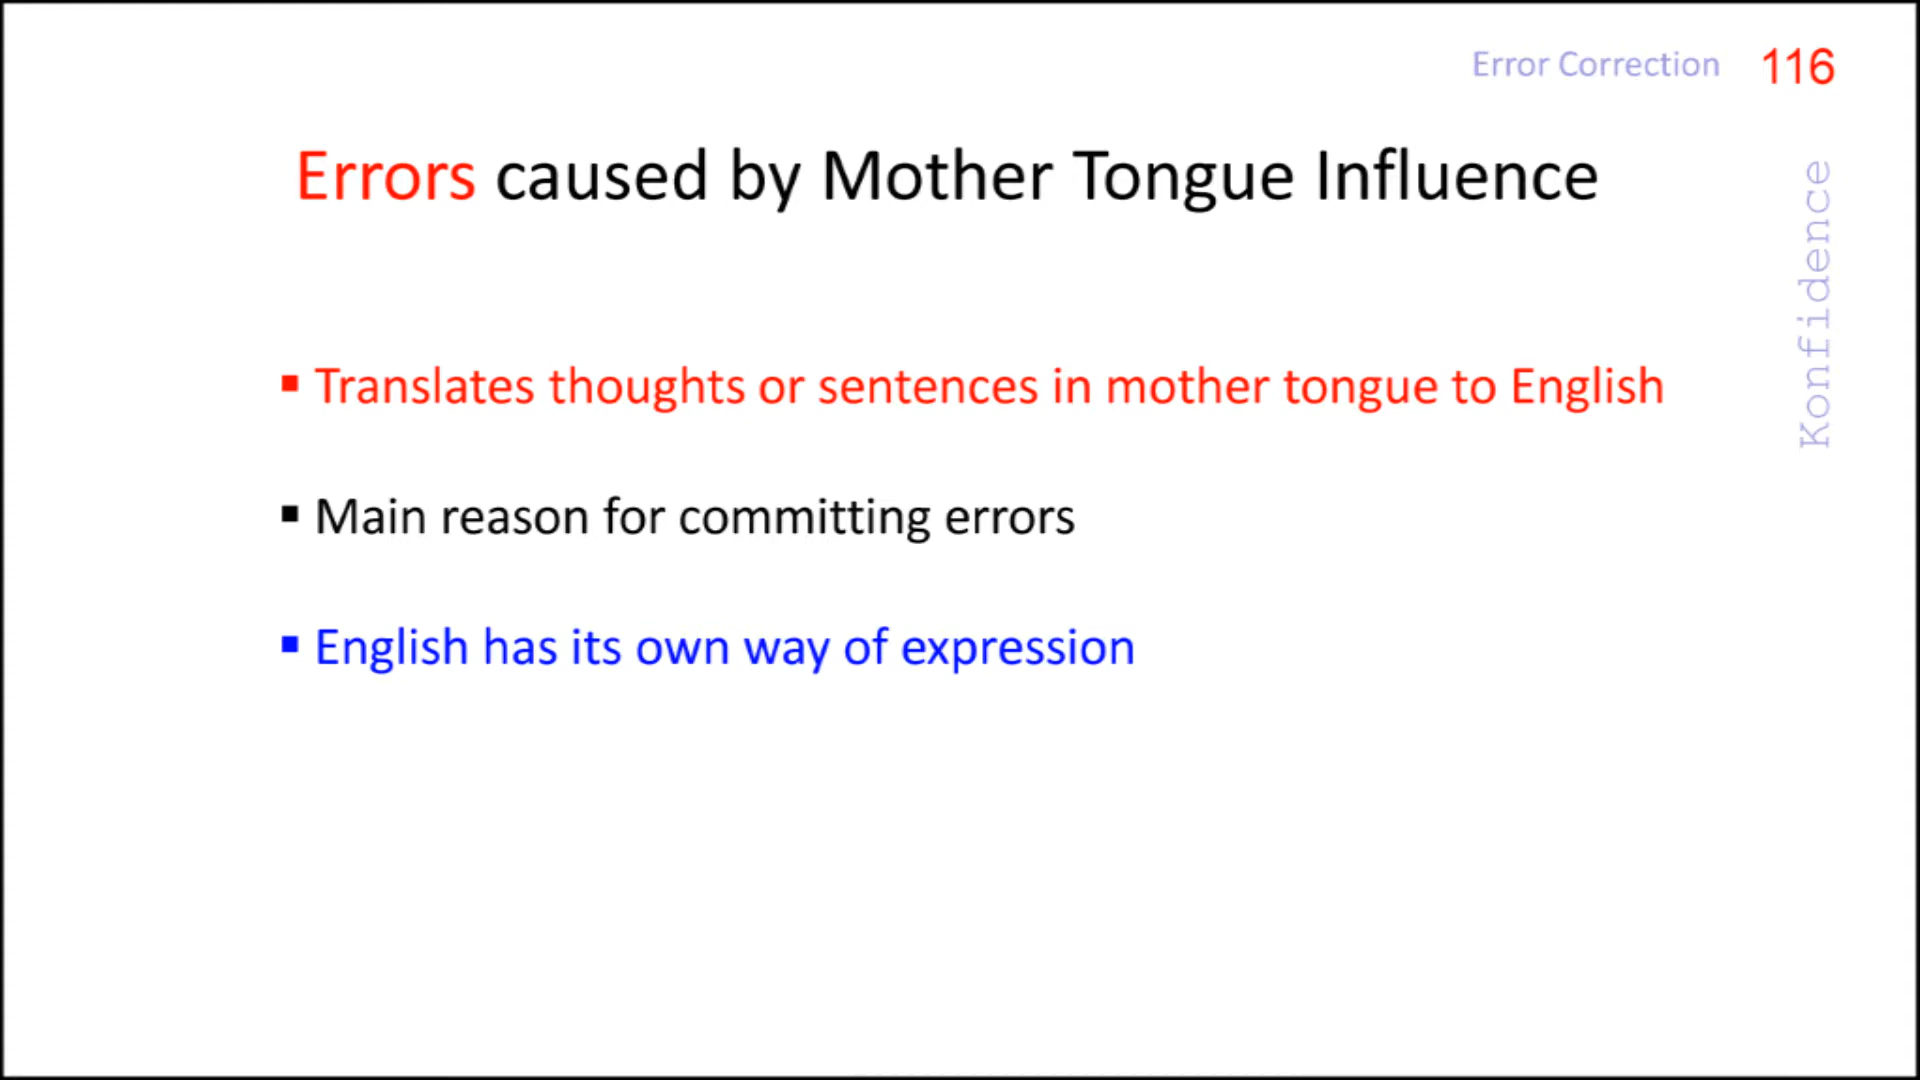 Error Correction 116
Errors caused by Mother Tongue Influence
Konfidence
▪ Translates thoughts or sentences in mother tongue to English
▪ Main reason for committing errors
▪ English has its own way of expression